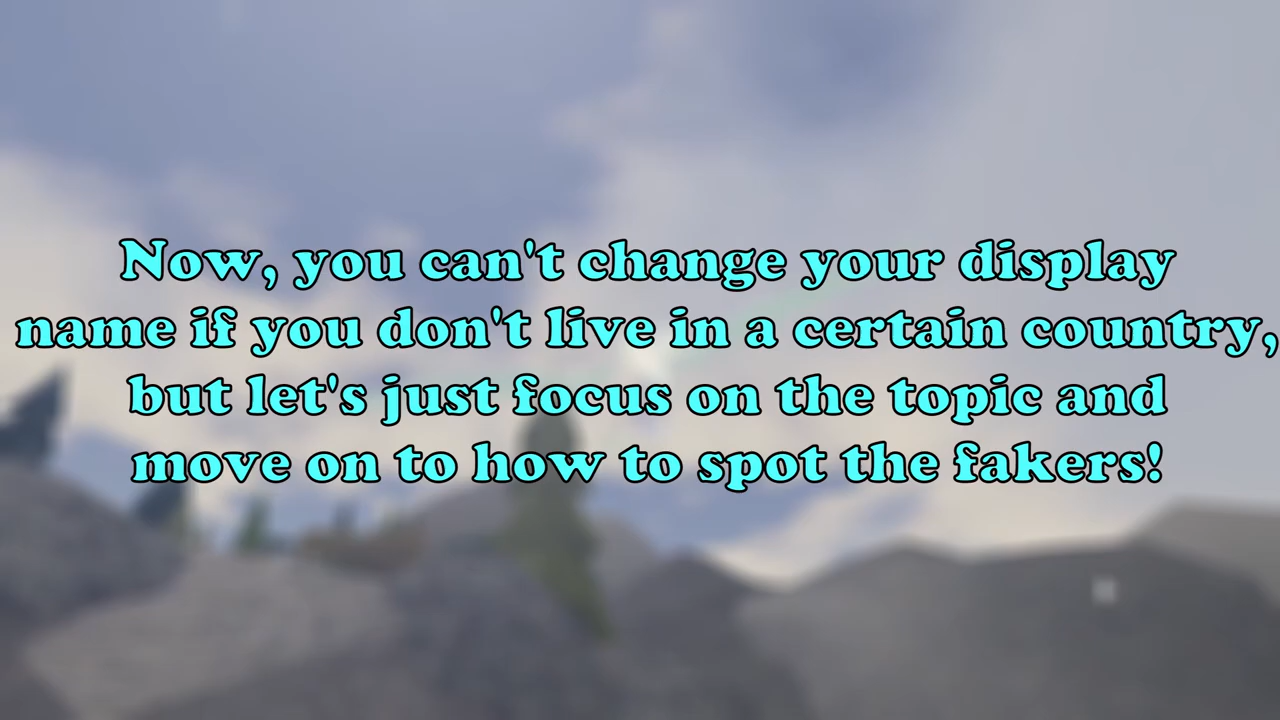 Now, you can't change your display
name if you don't live in a certain country,
but let's just focus on the topic and
move on to how to spot the fakers!